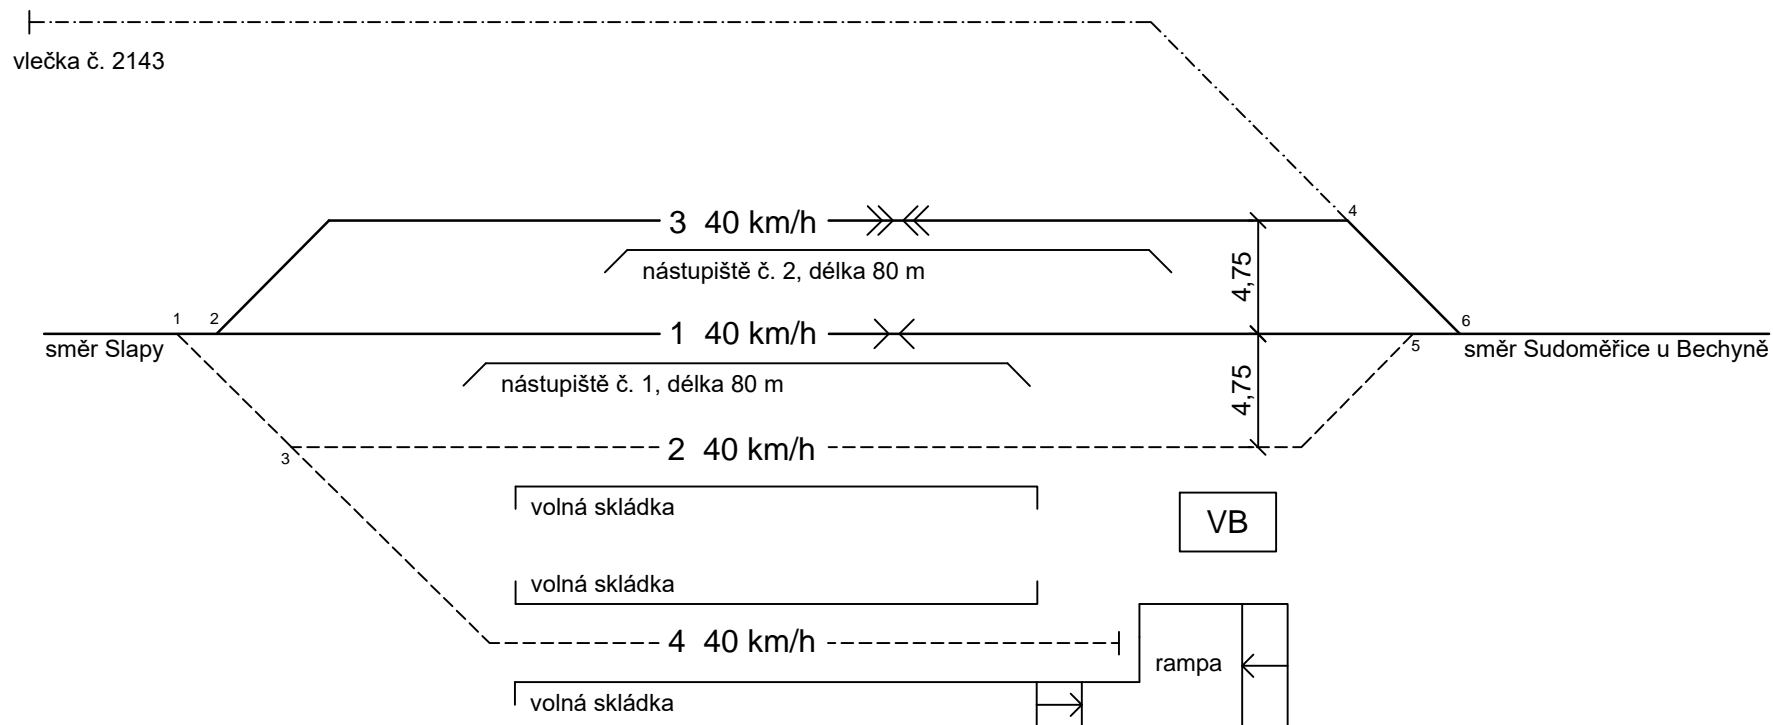 vlečka č. 2143
4
3 40 km/h
nástupiště č. 2, délka 80 m
4,75
1
2
1 40 km/h
6
směr Slapy
5
směr Sudoměřice u Bechyně
nástupiště č. 1, délka 80 m
4,75
3
2 40 km/h
volná skládka
VB
volná skládka
4 40 km/h
rampa
volná skládka